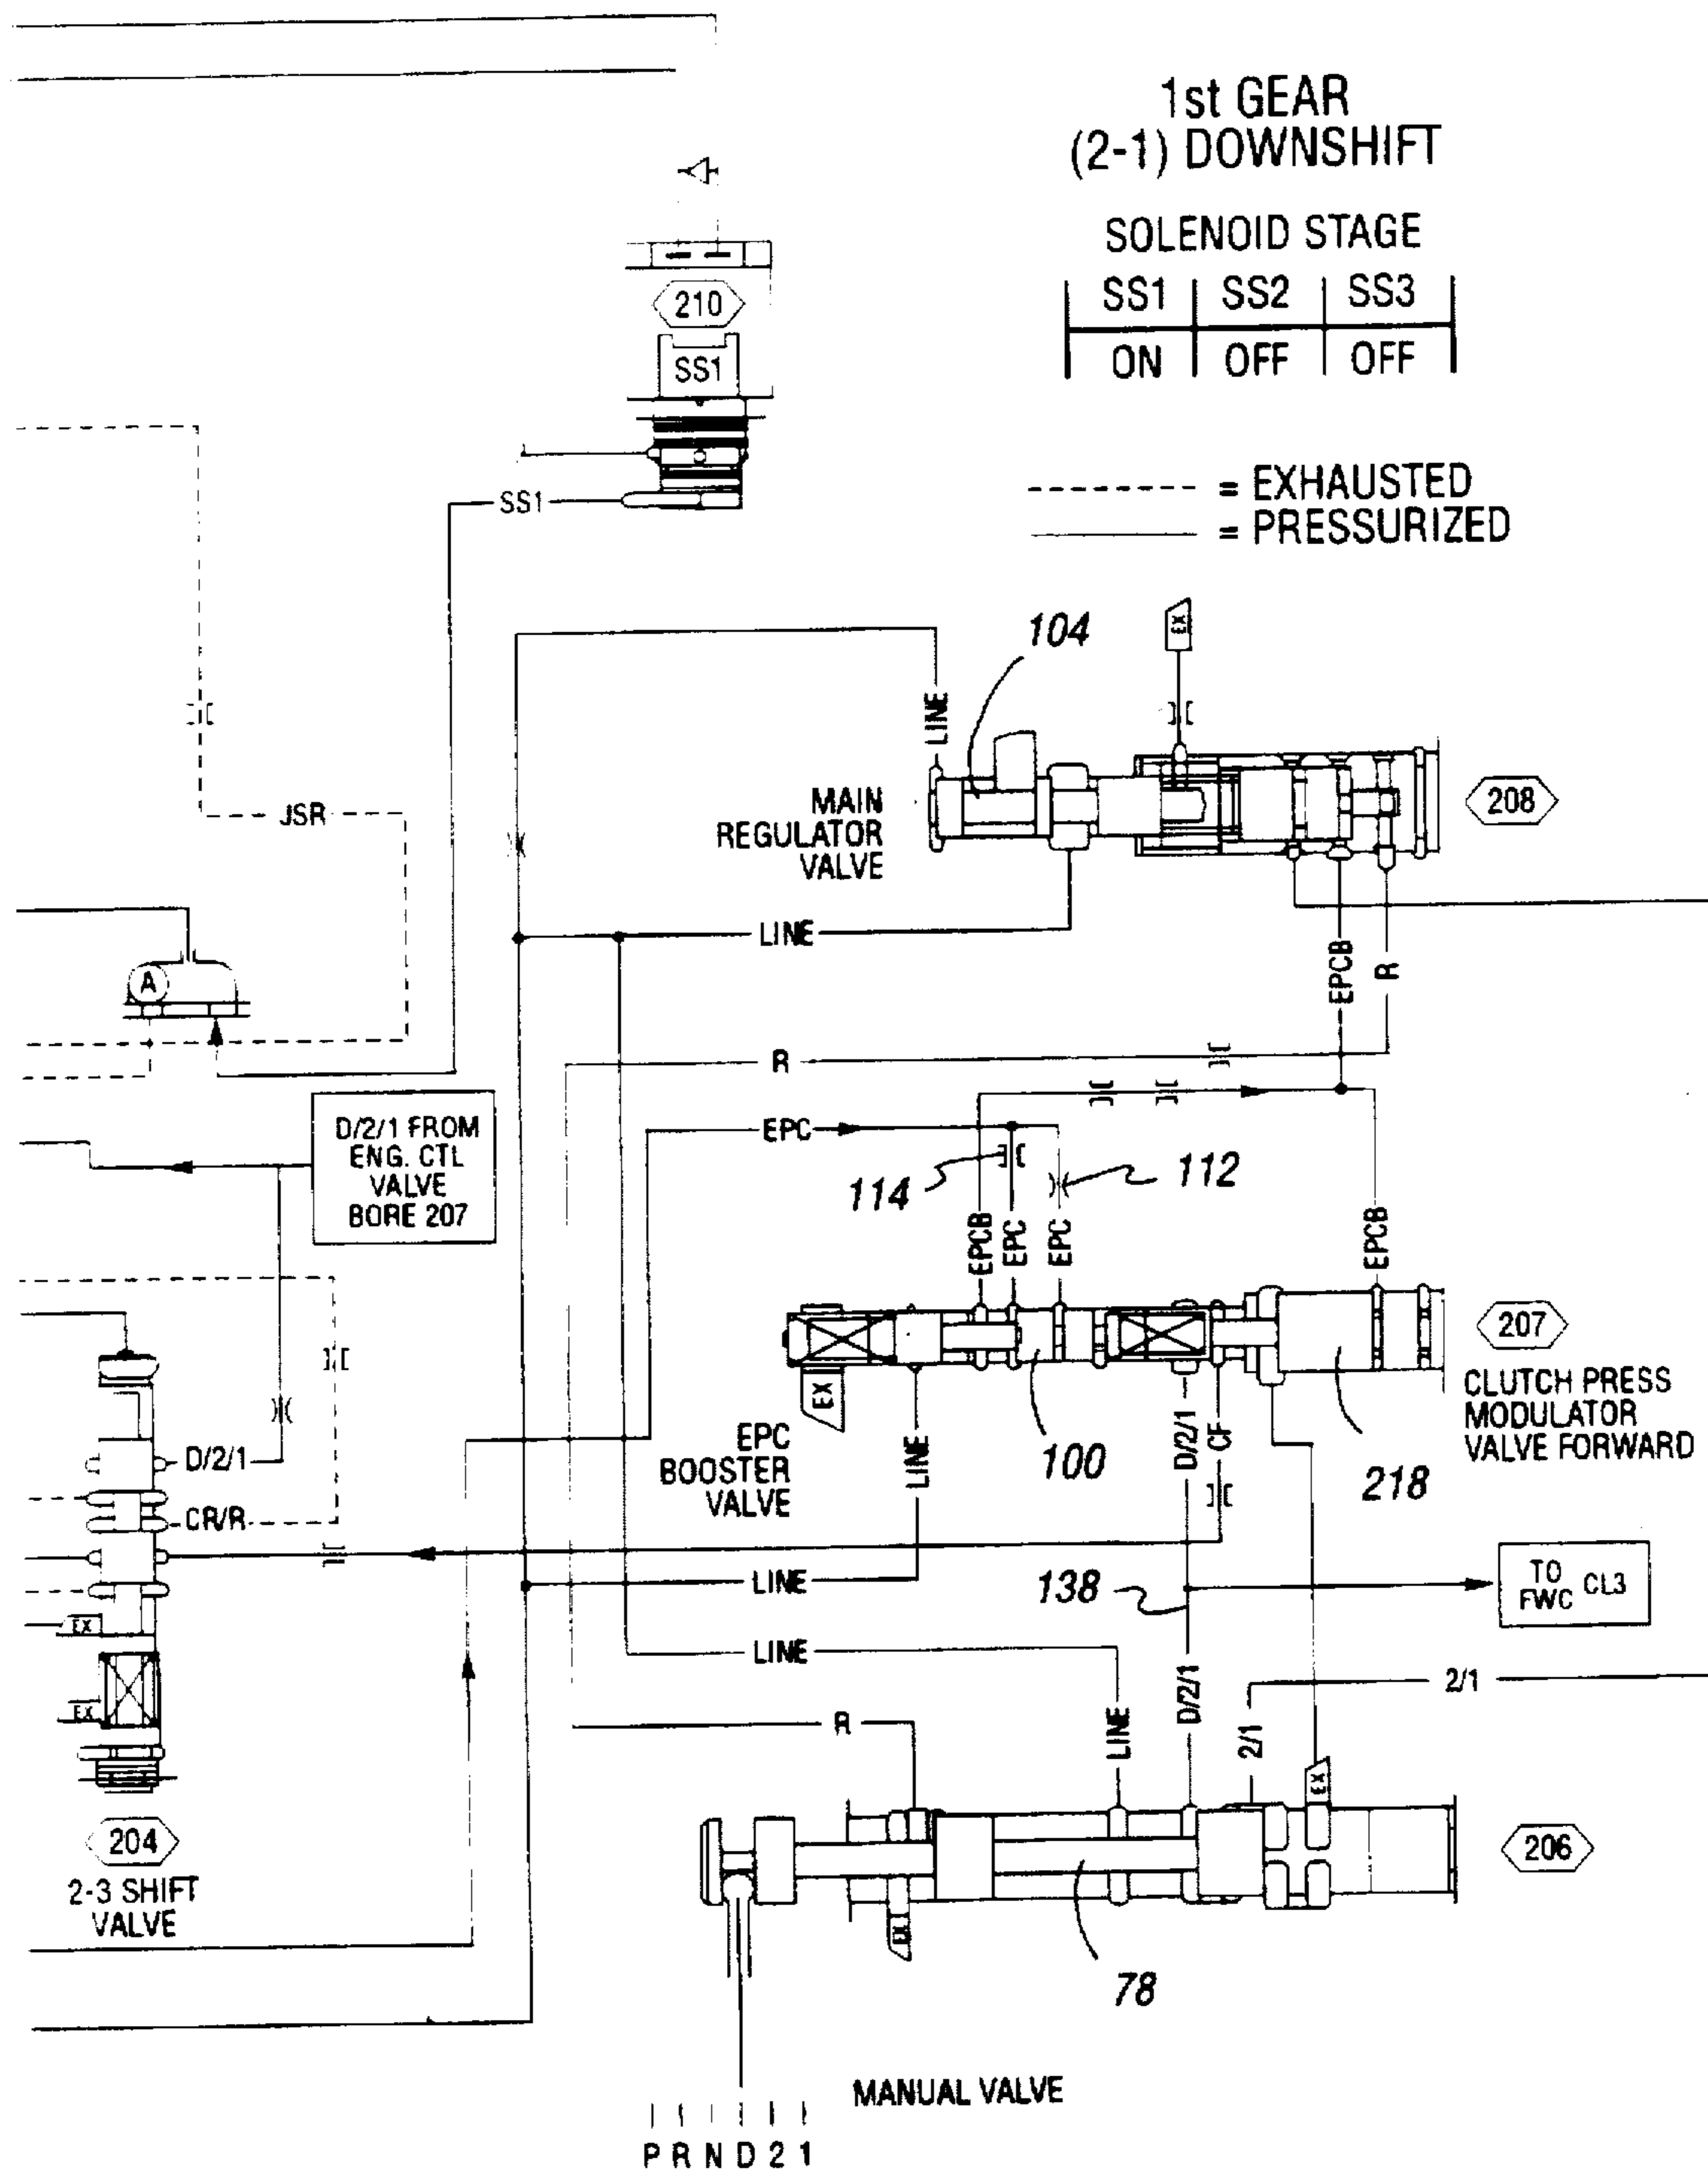 1st GEAR
(2-1) DOWNSHIFT
SOLENOID STAGE
SS1 SS2 SS3
ON OFF OFF
210
SS1
SS1
= EXHAUSTED
= PRESSURIZED
104
EX
LINE
MAIN
REGULATOR
VALVE
208
JSR
LINE
EPCB
R
A
R
D/2/1 FROM
ENG. CTL
VALVE
BORE 207
EPC
114
112
EPCB
EPC
EPC
EPCB
207
CLUTCH PRESS
MODULATOR
VALVE FORWARD
EX
EPC
BOOSTER
VALVE
LINE
100
D/2/1
CF
218
D/2/1
CR/R
LINE
138
TO
FWC CL3
EX
LINE
2/1
EX
R
LINE
D/2/1
2/1
EX
204
2-3 SHIFT
VALVE
206
EX
78
MANUAL VALVE
P R N D 2 1